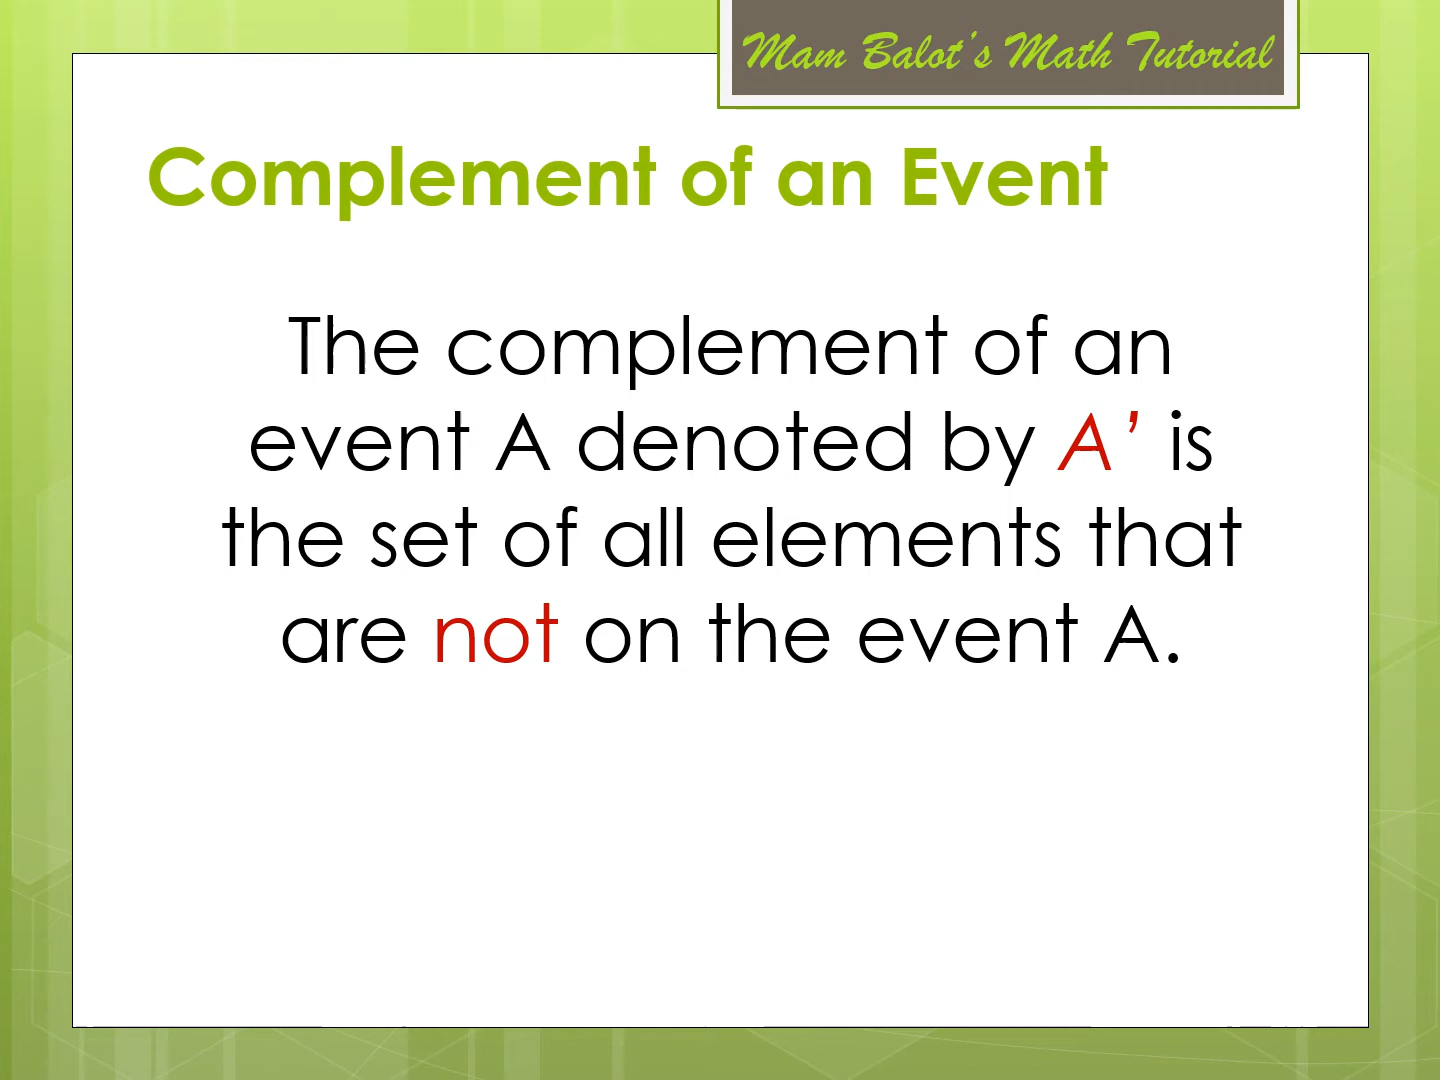 Mam Balot's Math Tutorial
Complement of an Event
The complement of an
event A denoted by A’ is
the set of all elements that
are not on the event A.